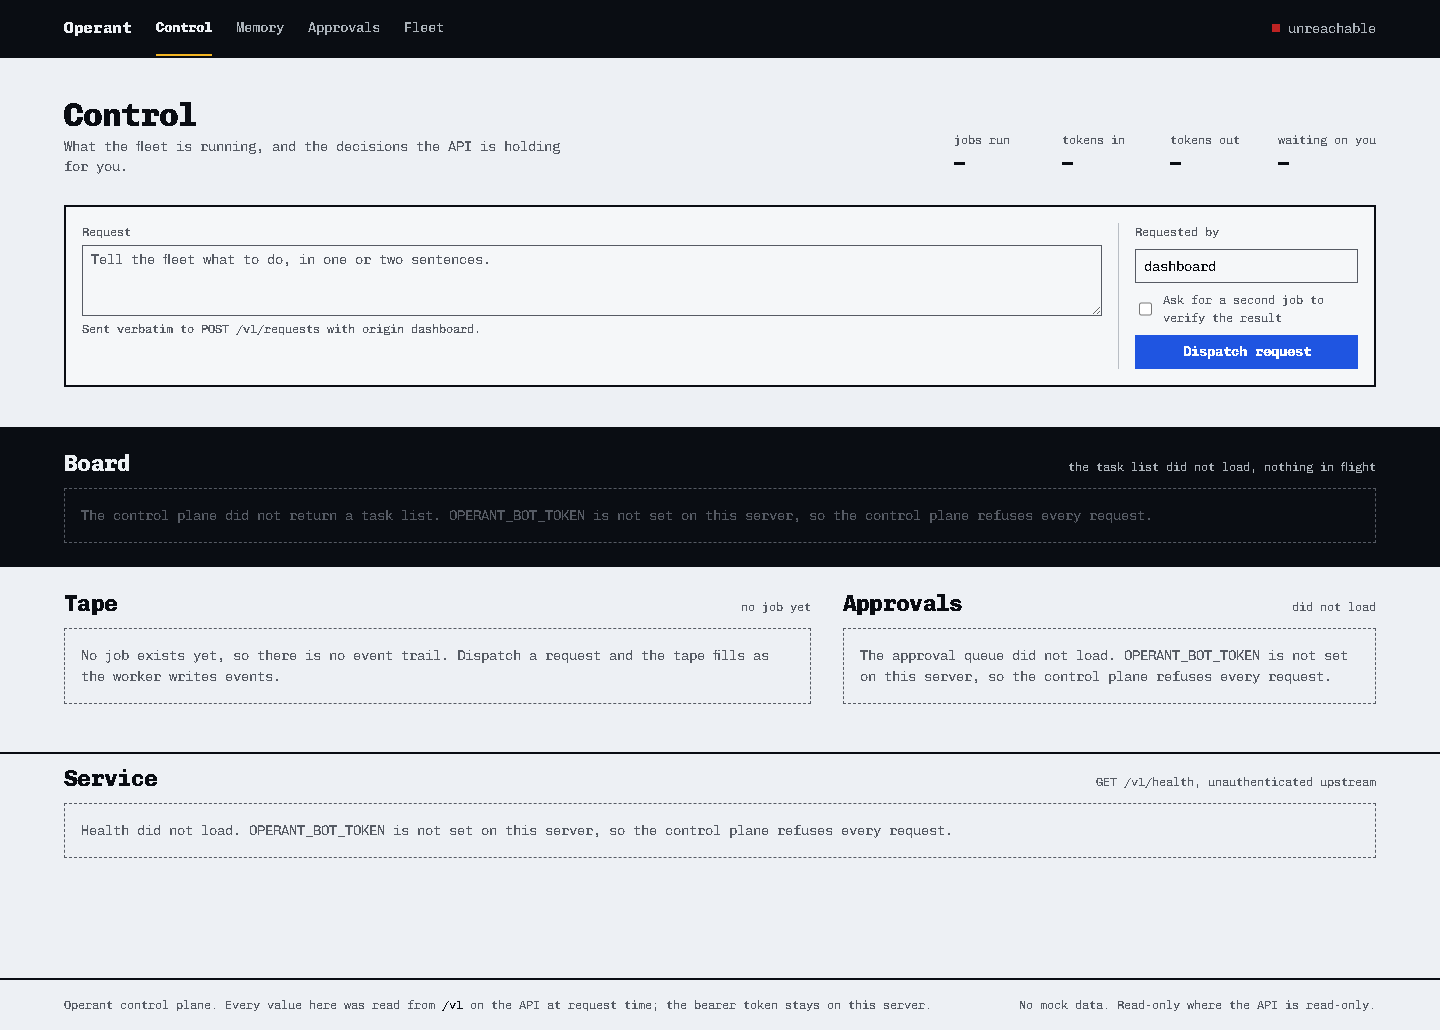 Operant Control Memory Approvals Fleet unreachable
Control
What the fleet is running, and the decisions the API is holding
for you.
jobs run tokens in tokens out waiting on you
– – – –
Request
Tell the fleet what to do, in one or two sentences.
Sent verbatim to POST /v1/requests with origin dashboard.
Requested by
dashboard
Ask for a second job to
verify the result
Dispatch request
Board
the task list did not load, nothing in flight
The control plane did not return a task list. OPERANT_BOT_TOKEN is not set on this server, so the control plane refuses every request.
Tape
no job yet
No job exists yet, so there is no event trail. Dispatch a request and the tape fills as
the worker writes events.
Approvals
did not load
The approval queue did not load. OPERANT_BOT_TOKEN is not set
on this server, so the control plane refuses every request.
Service
GET /v1/health, unauthenticated upstream
Health did not load. OPERANT_BOT_TOKEN is not set on this server, so the control plane refuses every request.
Operant control plane. Every value here was read from /v1 on the API at request time; the bearer token stays on this server.
No mock data. Read-only where the API is read-only.